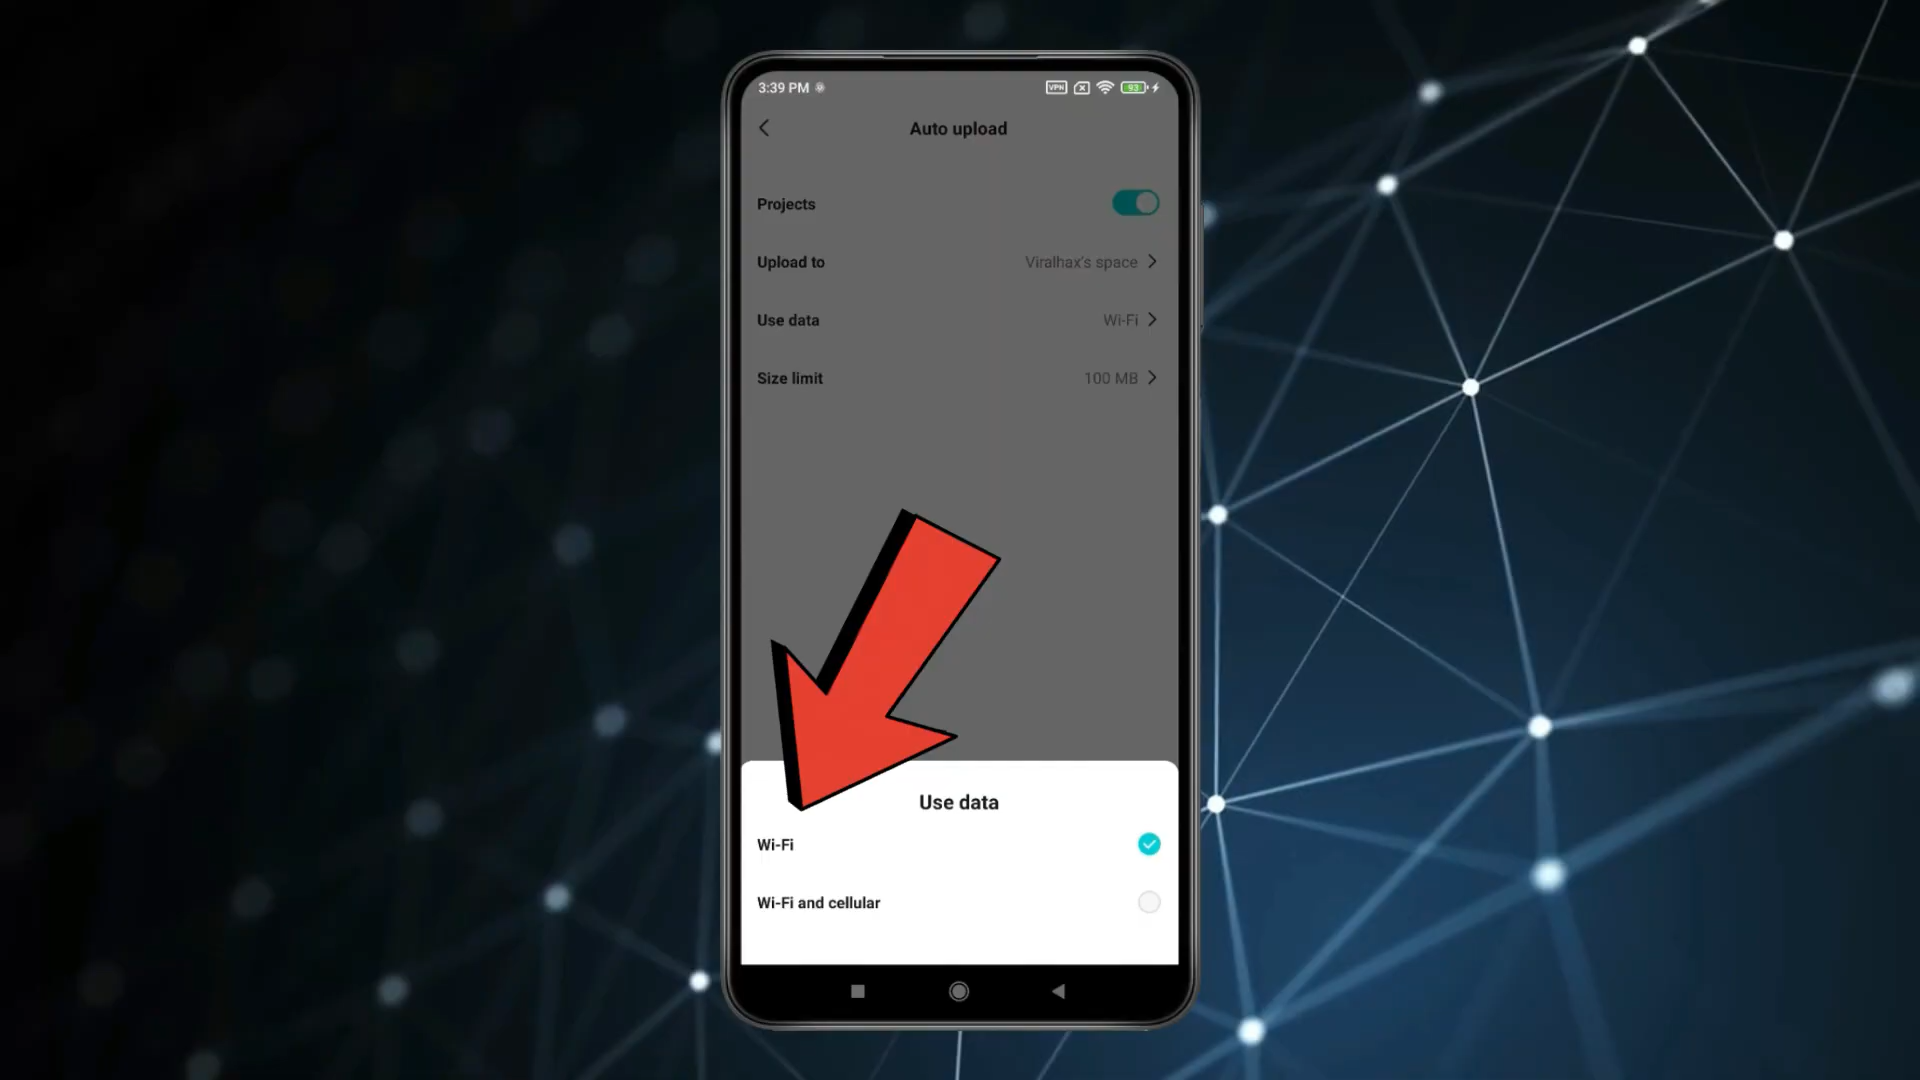 3:39 PM
VPN
93
Auto upload
Projects
Upload to Viralhax's space
Use data Wi-Fi
Size limit 100 MB
Use data
Wi-Fi
Wi-Fi and cellular